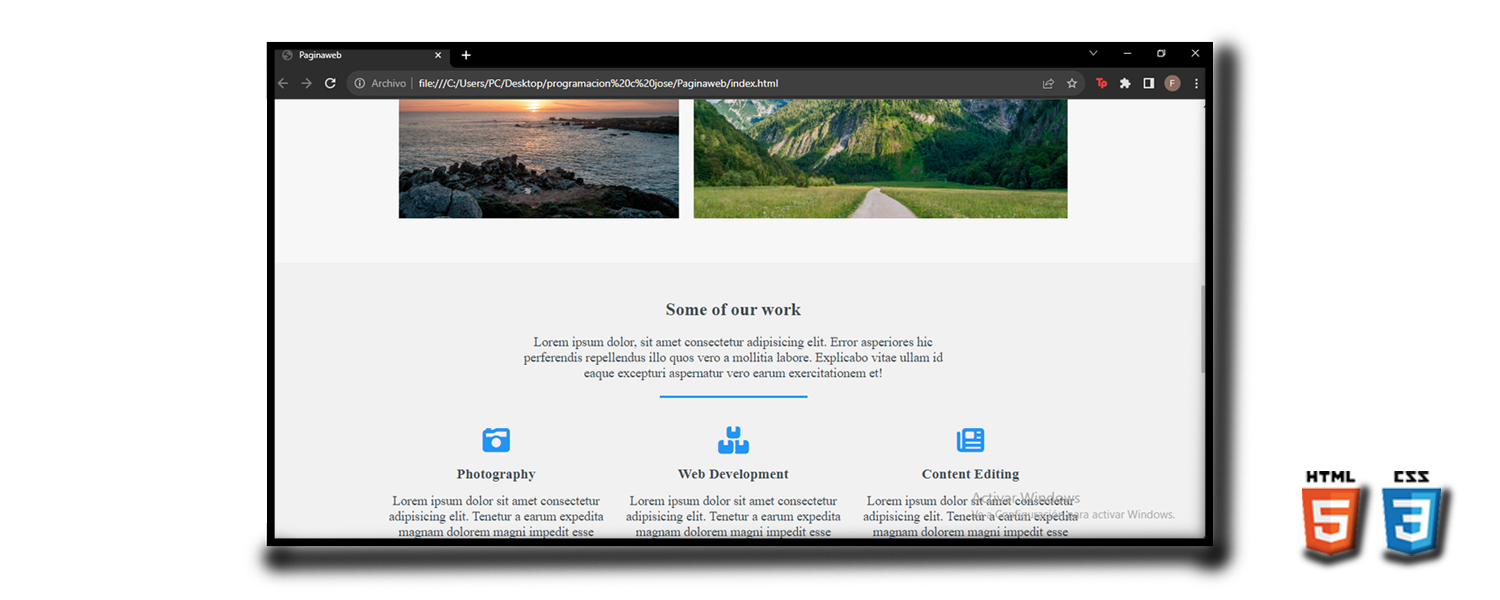 Paginaweb
Archivo file:///C:/Users/PC/Desktop/programacion%20c%20jose/Paginaweb/index.html
F
Some of our work
Lorem ipsum dolor, sit amet consectetur adipisicing elit. Error asperiores hic
perferendis repellendus illo quos vero a mollitia labore. Explicabo vitae ullam id
eaque excepturi aspernatur vero earum exercitationem et!
Photography
Lorem ipsum dolor sit amet consectetur
adipisicing elit. Tenetur a earum expedita
magnam dolorem magni impedit esse
Web Development
Lorem ipsum dolor sit amet consectetur
adipisicing elit. Tenetur a earum expedita
magnam dolorem magni impedit esse
Content Editing
Lorem ipsum dolor sit amet consectetur
adipisicing elit. Tenetur a earum expedita
magnam dolorem magni impedit esse
Activar Windows
Ve a Configuración para activar Windows.
HTML
5
CSS
3